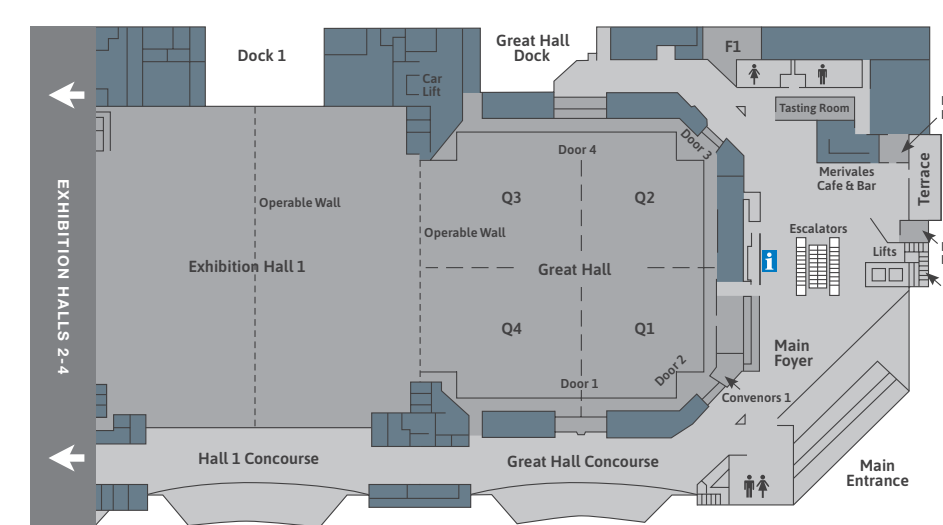 Dock 1
Great Hall
Dock
F1
Car
Lift
Tasting Room
Door 3
Door 4
Merivales
Cafe & Bar
Terrace
Q3
Q2
Operable Wall
Operable Wall
Escalators
Lifts
EXHIBITION HALLS 2-4
Exhibition Hall 1
Great Hall
i
Q4
Q1
Main
Foyer
Door 2
Door 1
Convenors 1
Hall 1 Concourse
Great Hall Concourse
Main
Entrance